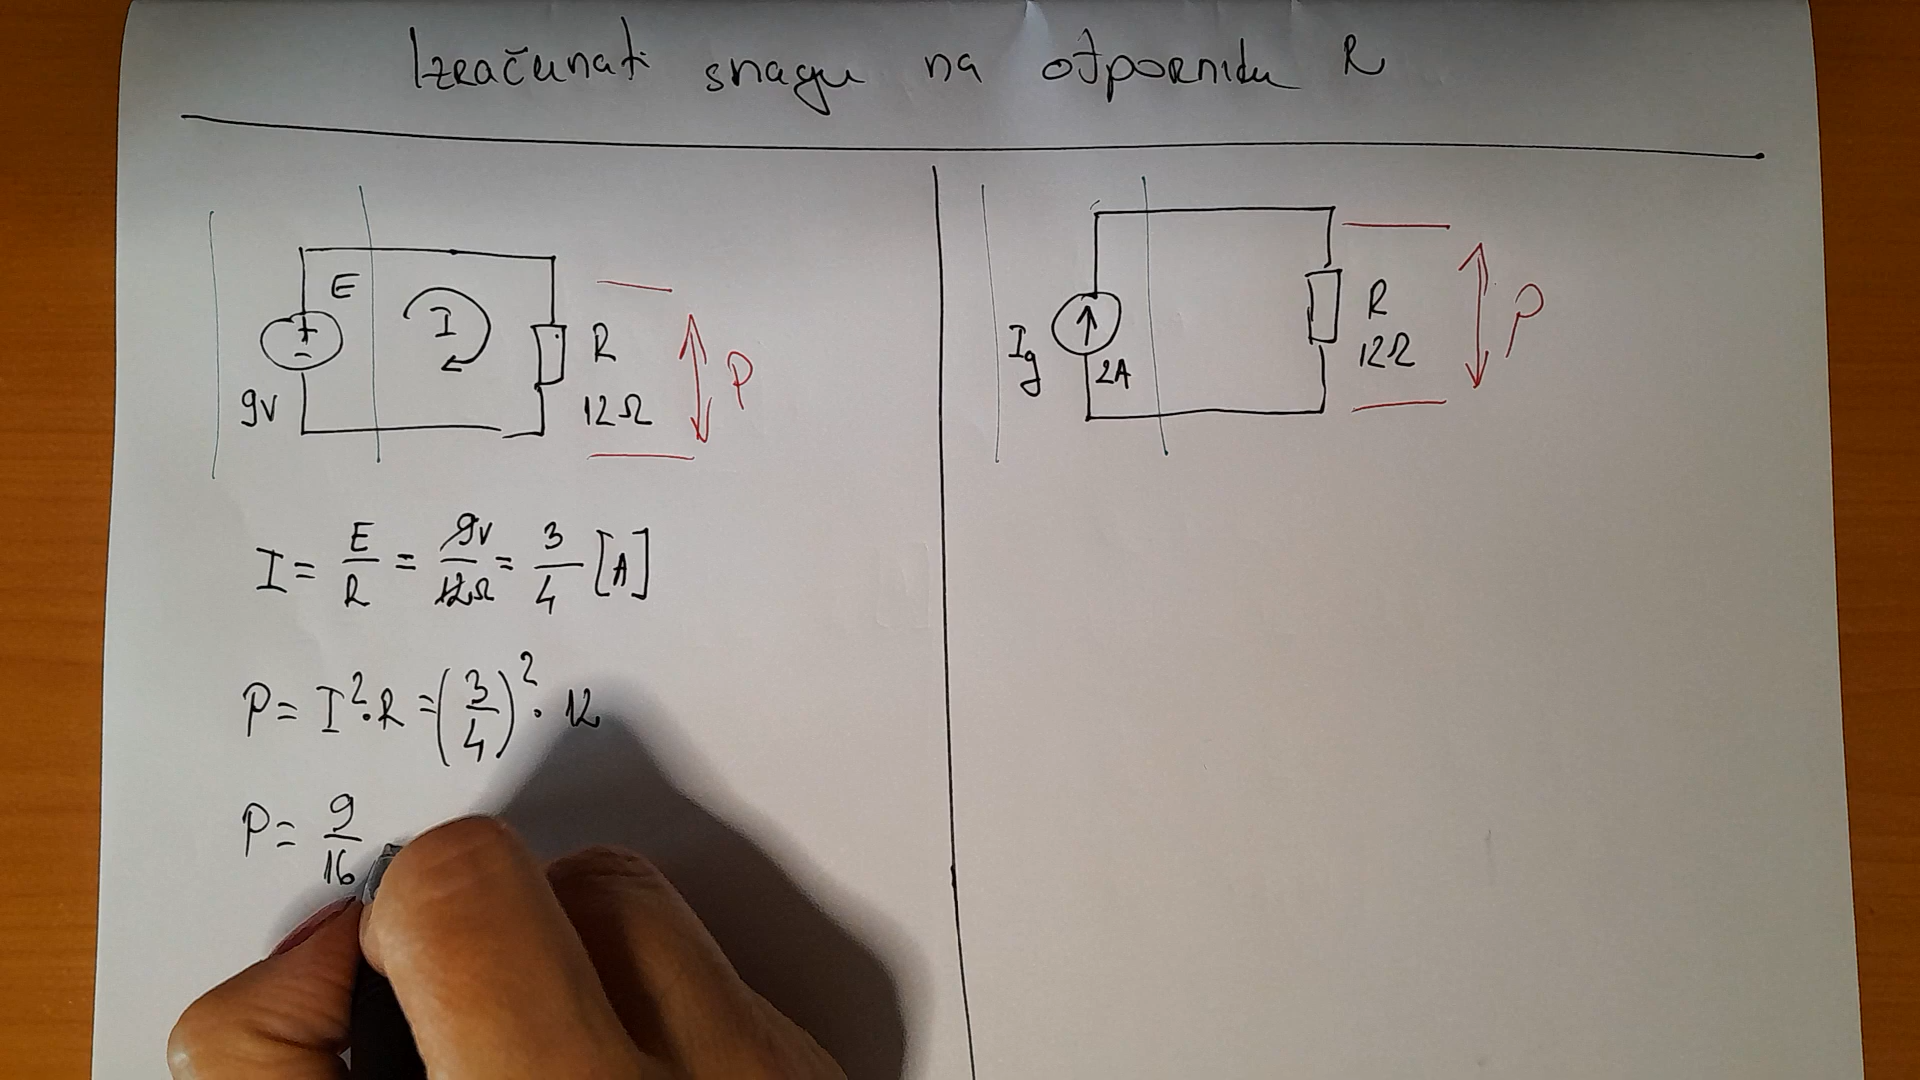 Izračunati snagu na otporniku R
E
I
9V
R
12Ω
P
I = E/R = 9V/12Ω = 3/4 [A]
P = I²·R = (3/4)²· 12
P = 9/16
Ig
2A
R
12Ω
P